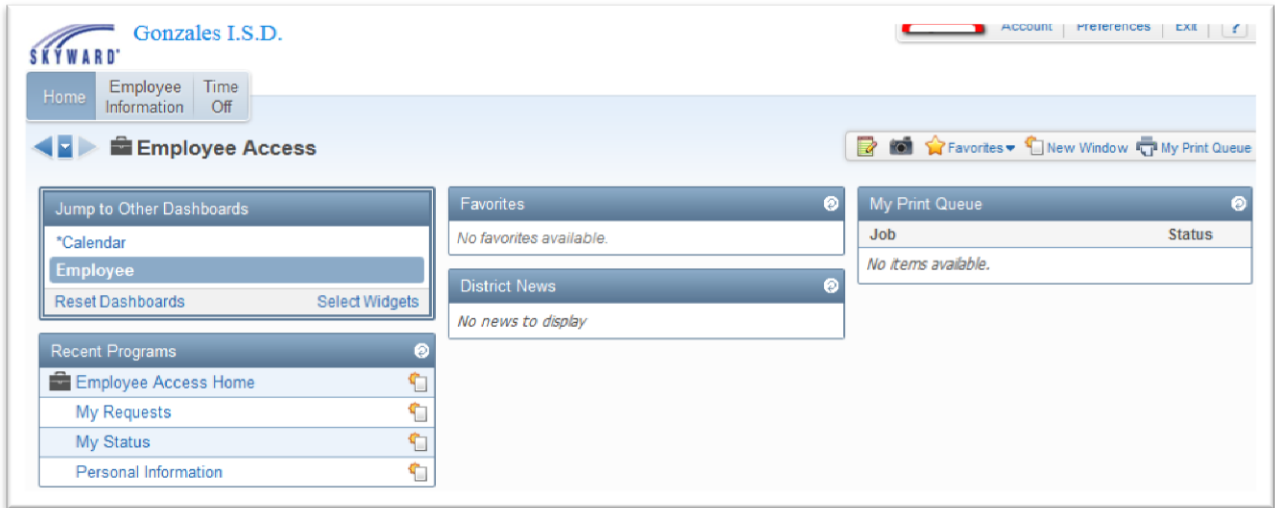 Gonzales I.S.D.
SKYWARD
Account Preferences Exit ?
Home
Employee Information
Time Off
Employee Access
Favorites New Window My Print Queue
Jump to Other Dashboards
*Calendar
Employee
Reset Dashboards Select Widgets
Recent Programs
Employee Access Home
My Requests
My Status
Personal Information
Favorites
No favorites available.
District News
No news to display
My Print Queue
Job Status
No items available.